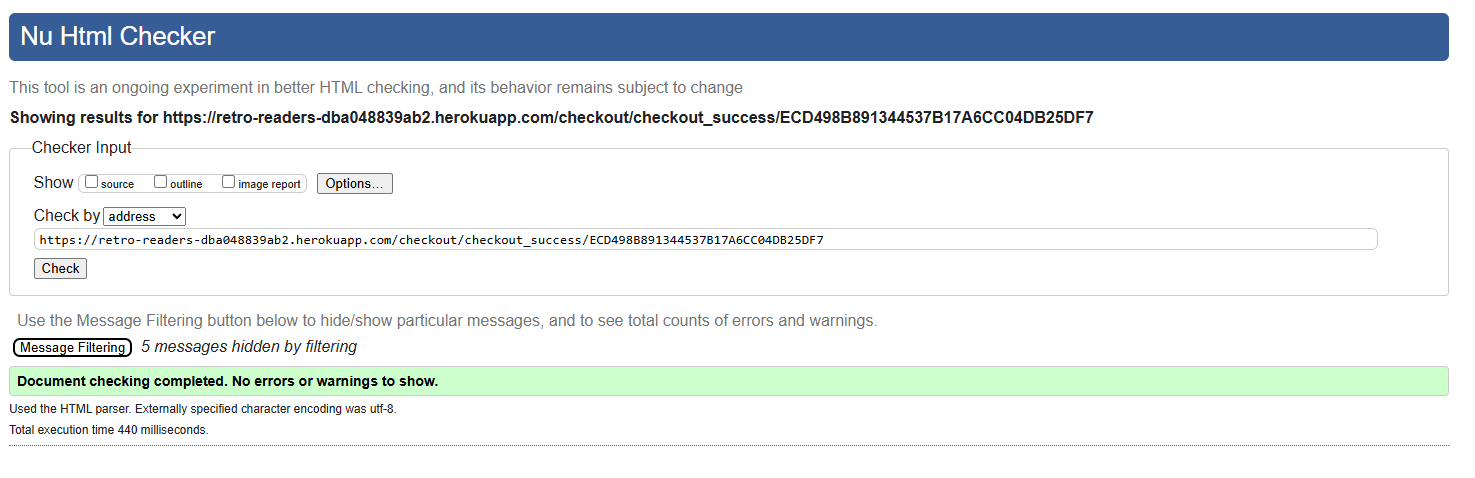 Nu Html Checker
This tool is an ongoing experiment in better HTML checking, and its behavior remains subject to change
Showing results for https://retro-readers-dba048839ab2.herokuapp.com/checkout/checkout_success/ECD498B891344537B17A6CC04DB25DF7
Checker Input
Show source outline image report Options...
Check by address
https://retro-readers-dba048839ab2.herokuapp.com/checkout/checkout_success/ECD498B891344537B17A6CC04DB25DF7
Check
Use the Message Filtering button below to hide/show particular messages, and to see total counts of errors and warnings.
Message Filtering 5 messages hidden by filtering
Document checking completed. No errors or warnings to show.
Used the HTML parser. Externally specified character encoding was utf-8.
Total execution time 440 milliseconds.